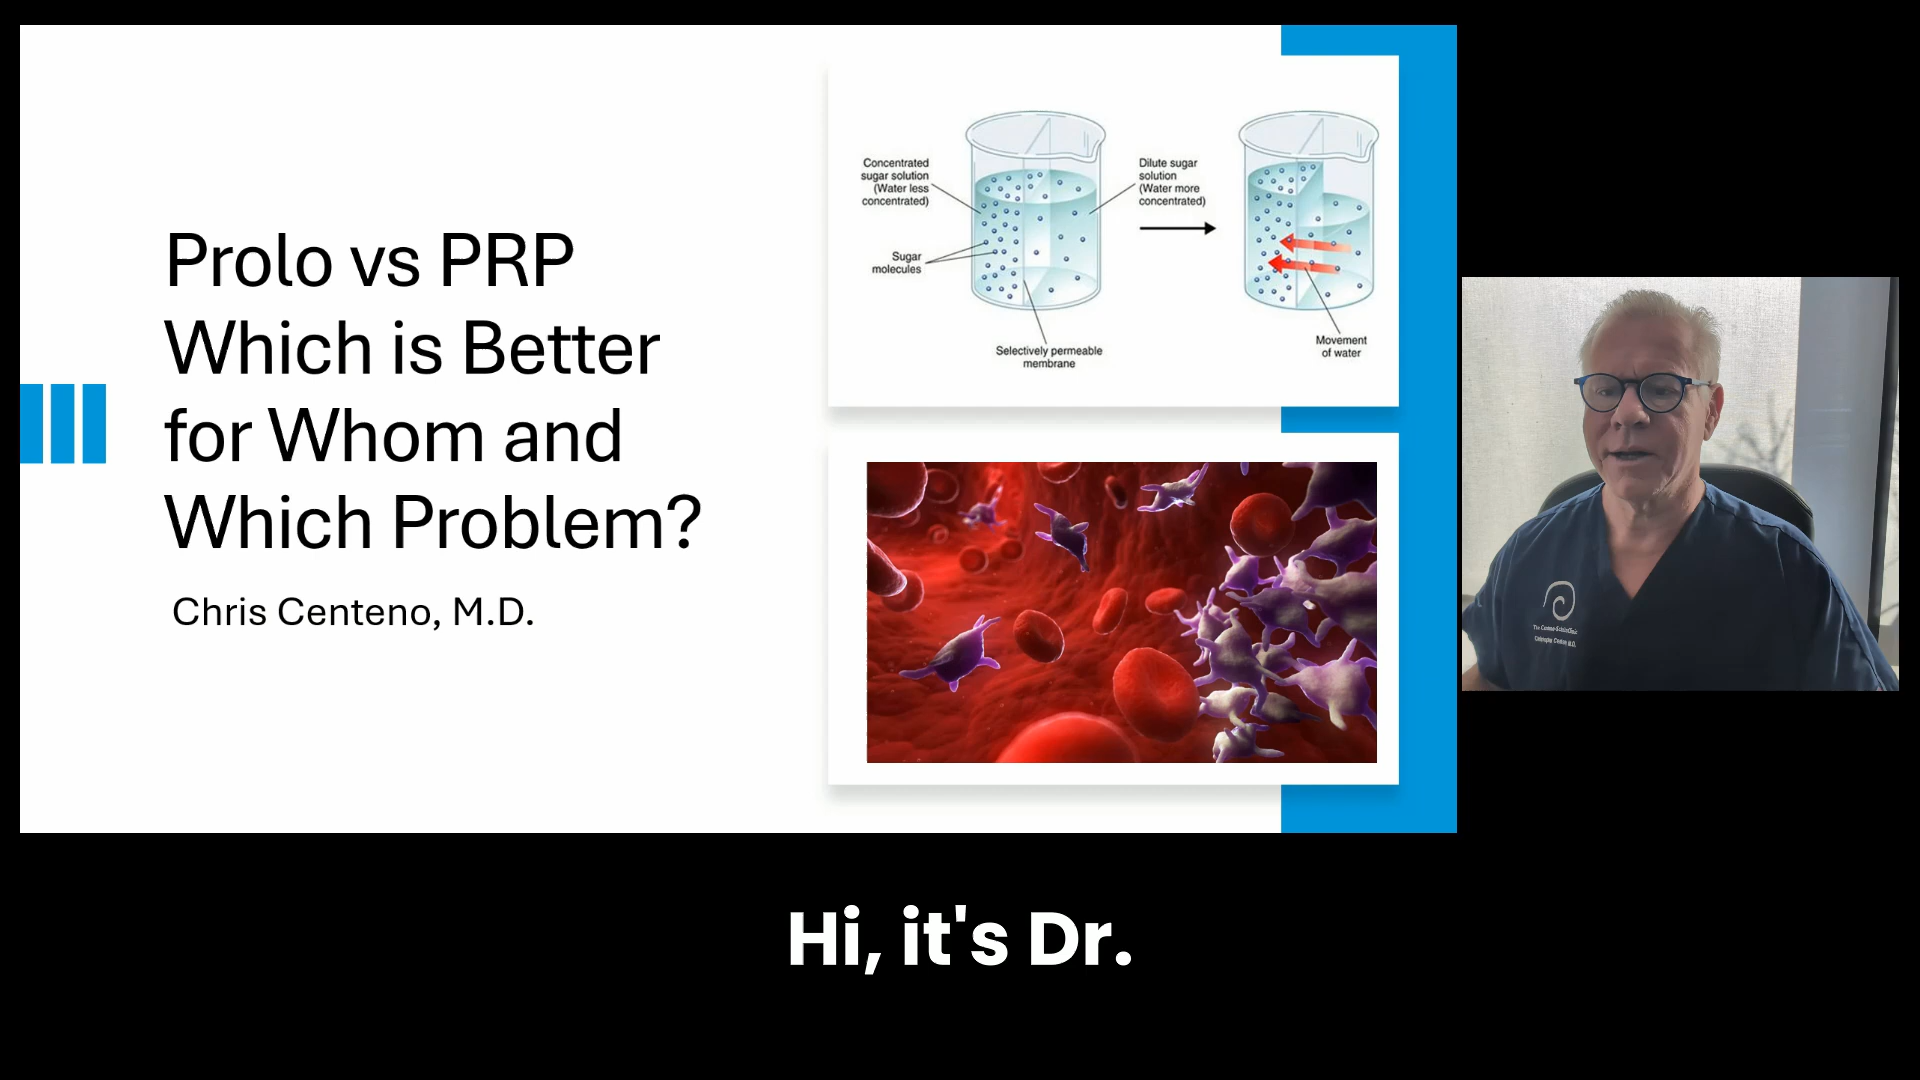 Prolo vs PRP
Which is Better
for Whom and
Which Problem?
Chris Centeno, M.D.
Concentrated
sugar solution
(Water less
concentrated)
Sugar
molecules
Selectively permeable
membrane
Dilute sugar
solution
(Water more
concentrated)
Movement
of water
Hi, it's Dr.